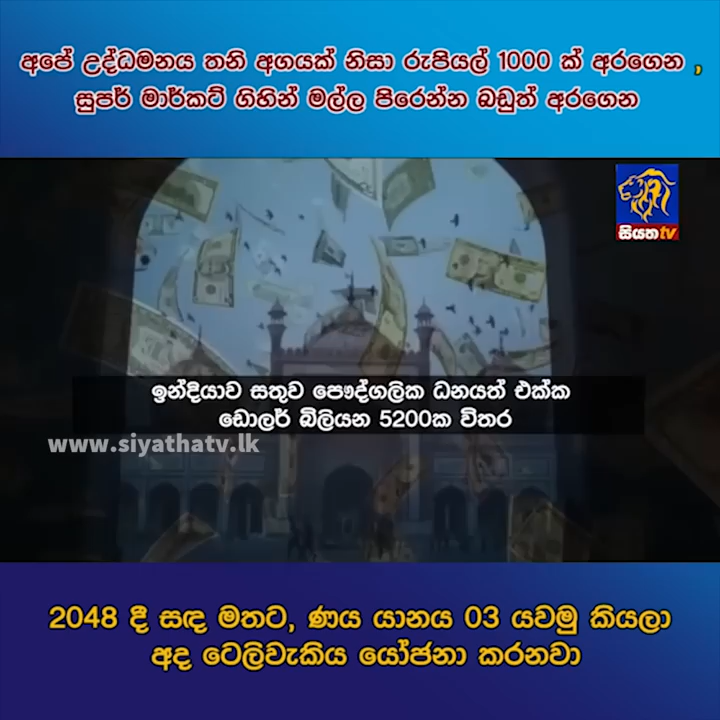 අපේ උද්ධමනය තනි අගයක් නිසා රුපියල් 1000 ක් අරගෙන ,
සුපර් මාර්කට් ගිහින් මල්ල පිරෙන්න බඩුත් අරගෙන
සියත tv
ඉන්දියාව සතුව පෞද්ගලික ධනයත් එක්ක
ඩොලර් බිලියන 5200ක විතර
www.siyathatv.lk
2048 දී සඳ මතට, ණය යානය 03 යවමු කියලා
අද ටෙලිවැකිය යෝජනා කරනවා